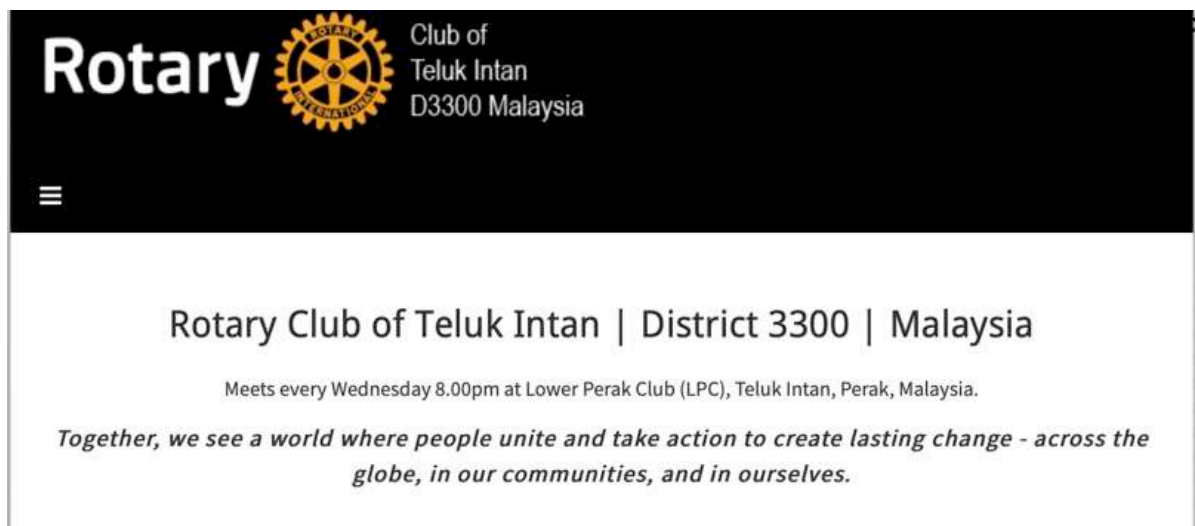 Rotary
ROTARY
INTERNATIONAL
Club of
Teluk Intan
D3300 Malaysia
Rotary Club of Teluk Intan | District 3300 | Malaysia
Meets every Wednesday 8.00pm at Lower Perak Club (LPC), Teluk Intan, Perak, Malaysia.
Together, we see a world where people unite and take action to create lasting change - across the
globe, in our communities, and in ourselves.